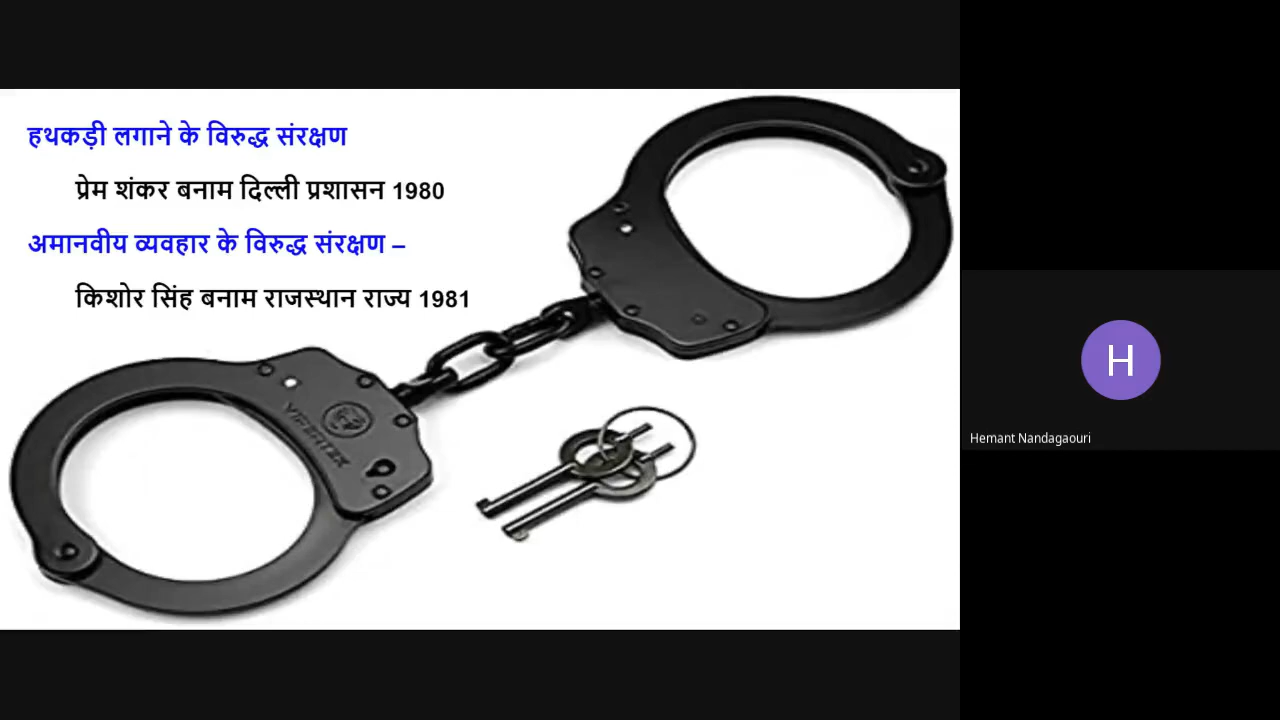 हथकड़ी लगाने के विरुद्ध संरक्षण
प्रेम शंकर बनाम दिल्ली प्रशासन 1980
अमानवीय व्यवहार के विरुद्ध संरक्षण –
किशोर सिंह बनाम राजस्थान राज्य 1981
VIPERTEK
H
Hemant Nandagaouri